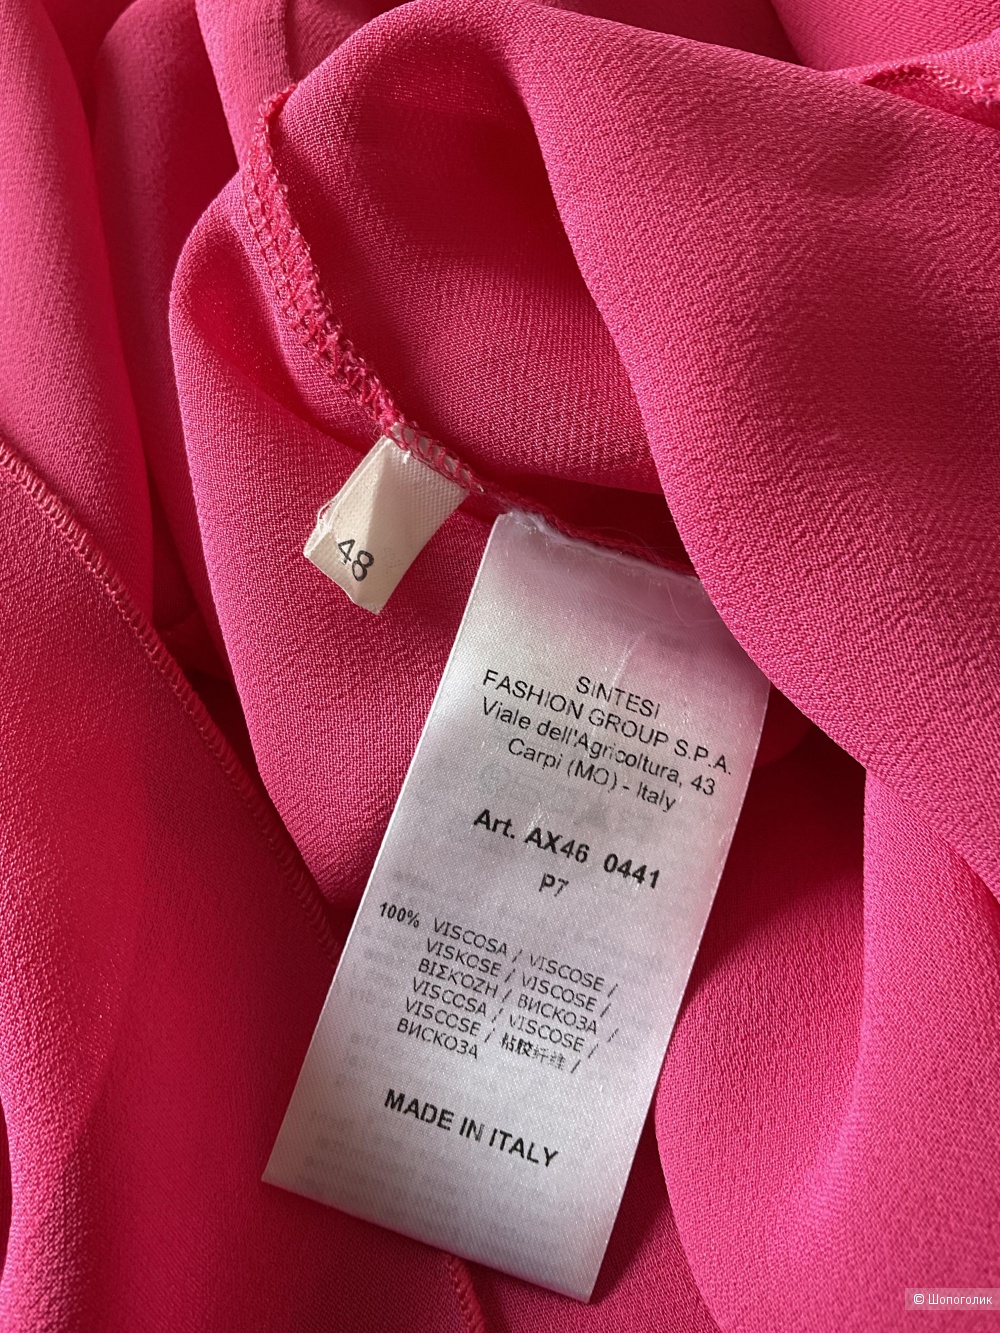 48
SINTESI
FASHION GROUP S.P.A.
Viale dell'Agricoltura, 43
Carpi (MO) - Italy
Art. AX46 0441
P7
100% VISCOSA / VISCOSE /
VISKOSE / VISCOSE /
ΒΙΣΚΟΖΗ / ВИСКОЗА /
VISCOSA / VISCOSE /
VISCOSE / 粘胶纤维 /
ВИСКОЗА
MADE IN ITALY
© Шопоголик